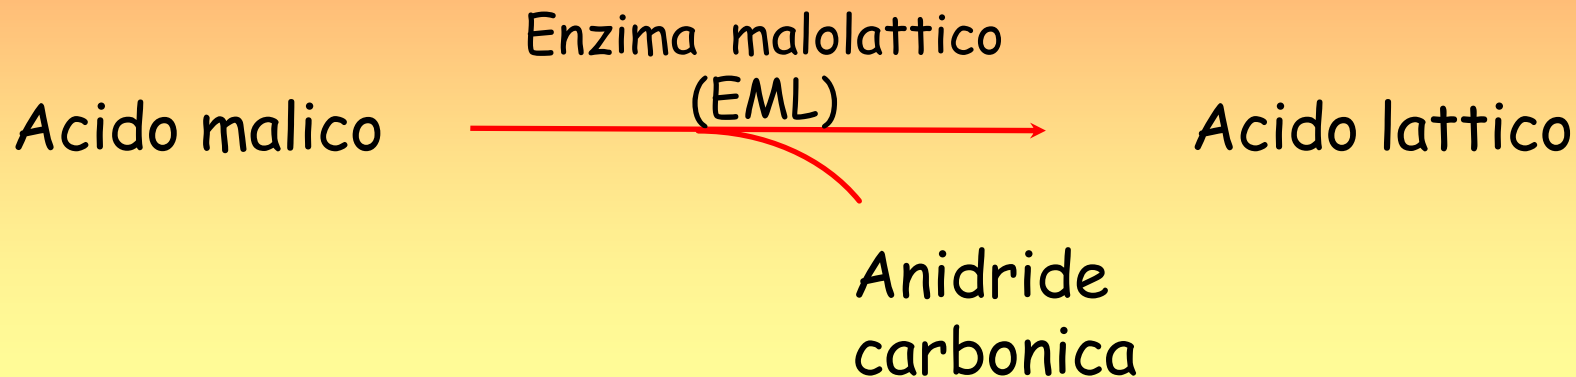 Enzima malolattico
(EML)
Acido malico
Acido lattico
Anidride
carbonica